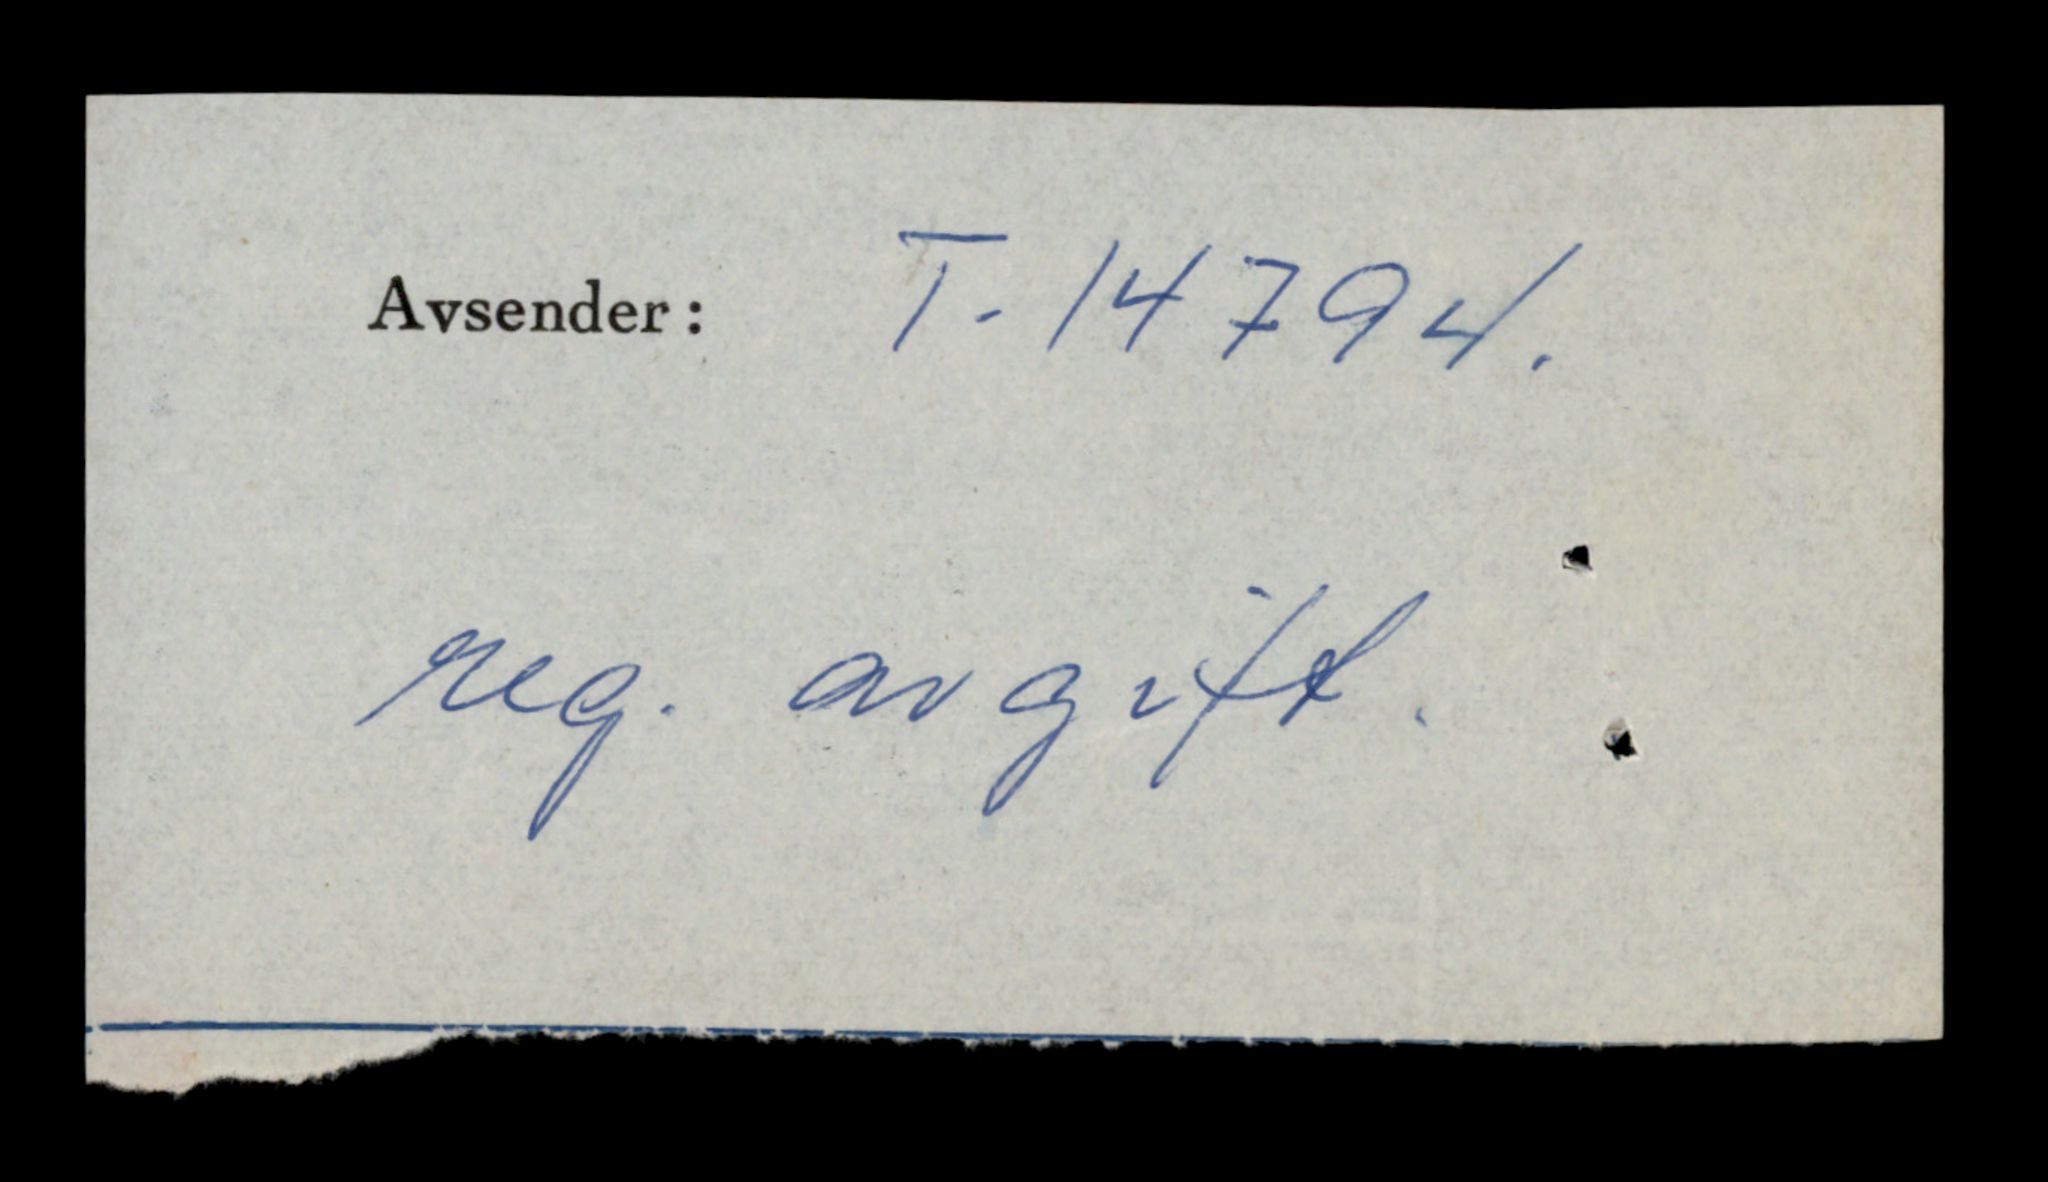 Avsender: T-14794.
reg. avgift.